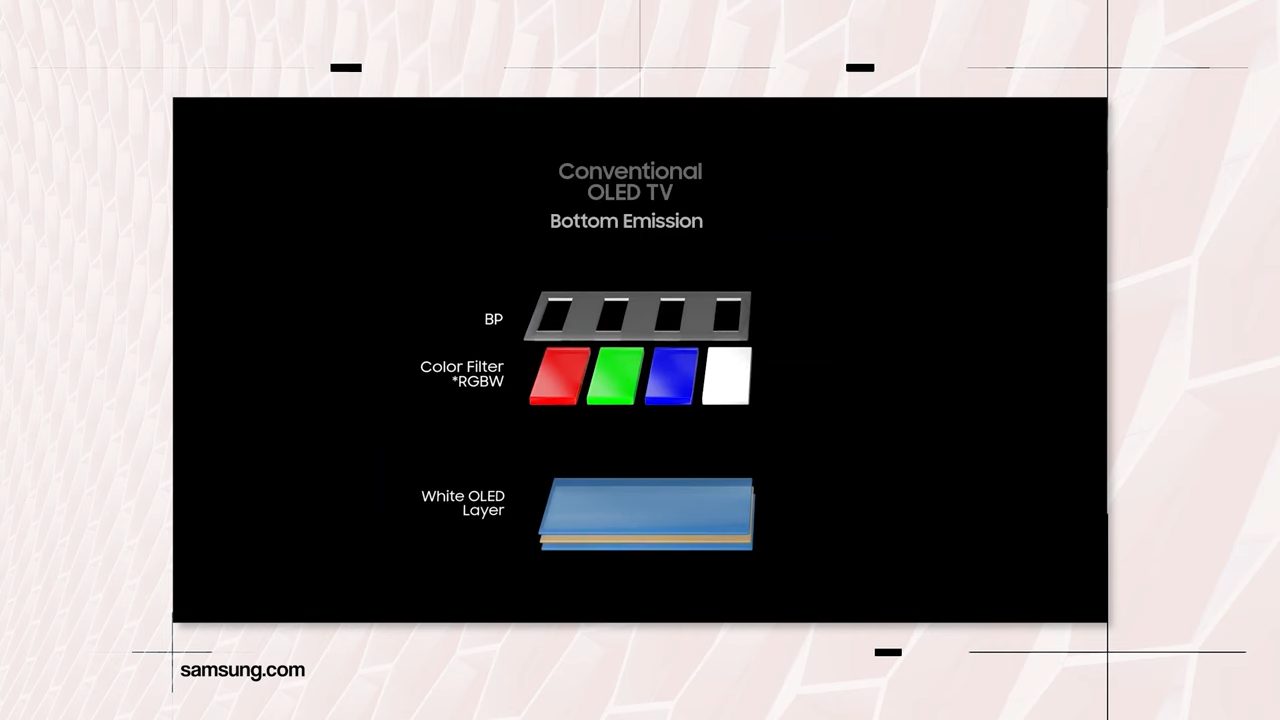 Conventional
OLED TV
Bottom Emission
BP
Color Filter
*RGBW
White OLED
Layer
samsung.com